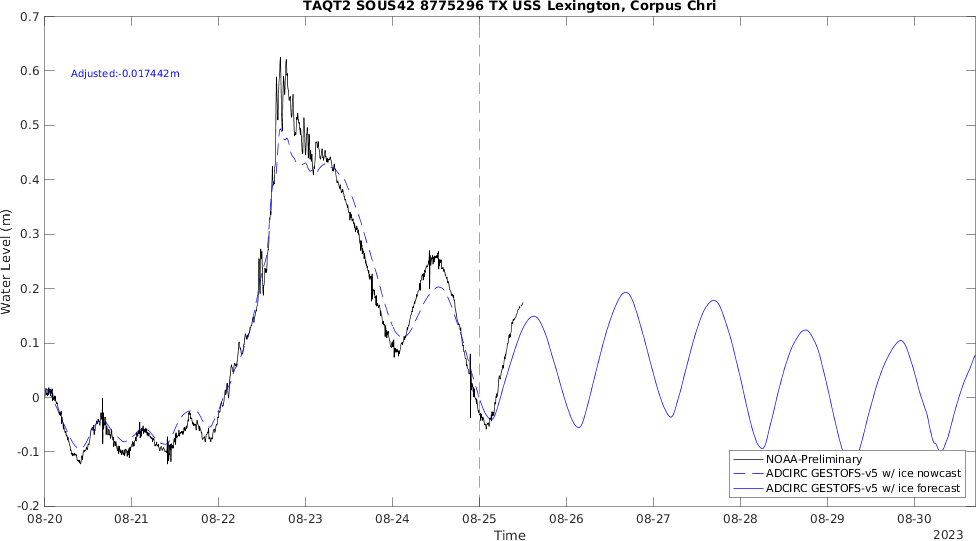 TAQT2 SOUS42 8775296 TX USS Lexington, Corpus Chri
Adjusted:-0.017442m
Water Level (m)
0.7
0.6
0.5
0.4
0.3
0.2
0.1
0
-0.1
-0.2
NOAA-Preliminary
ADCIRC GESTOFS-v5 w/ ice nowcast
ADCIRC GESTOFS-v5 w/ ice forecast
08-20 08-21 08-22 08-23 08-24 08-25 08-26 08-27 08-28 08-29 08-30
Time
2023